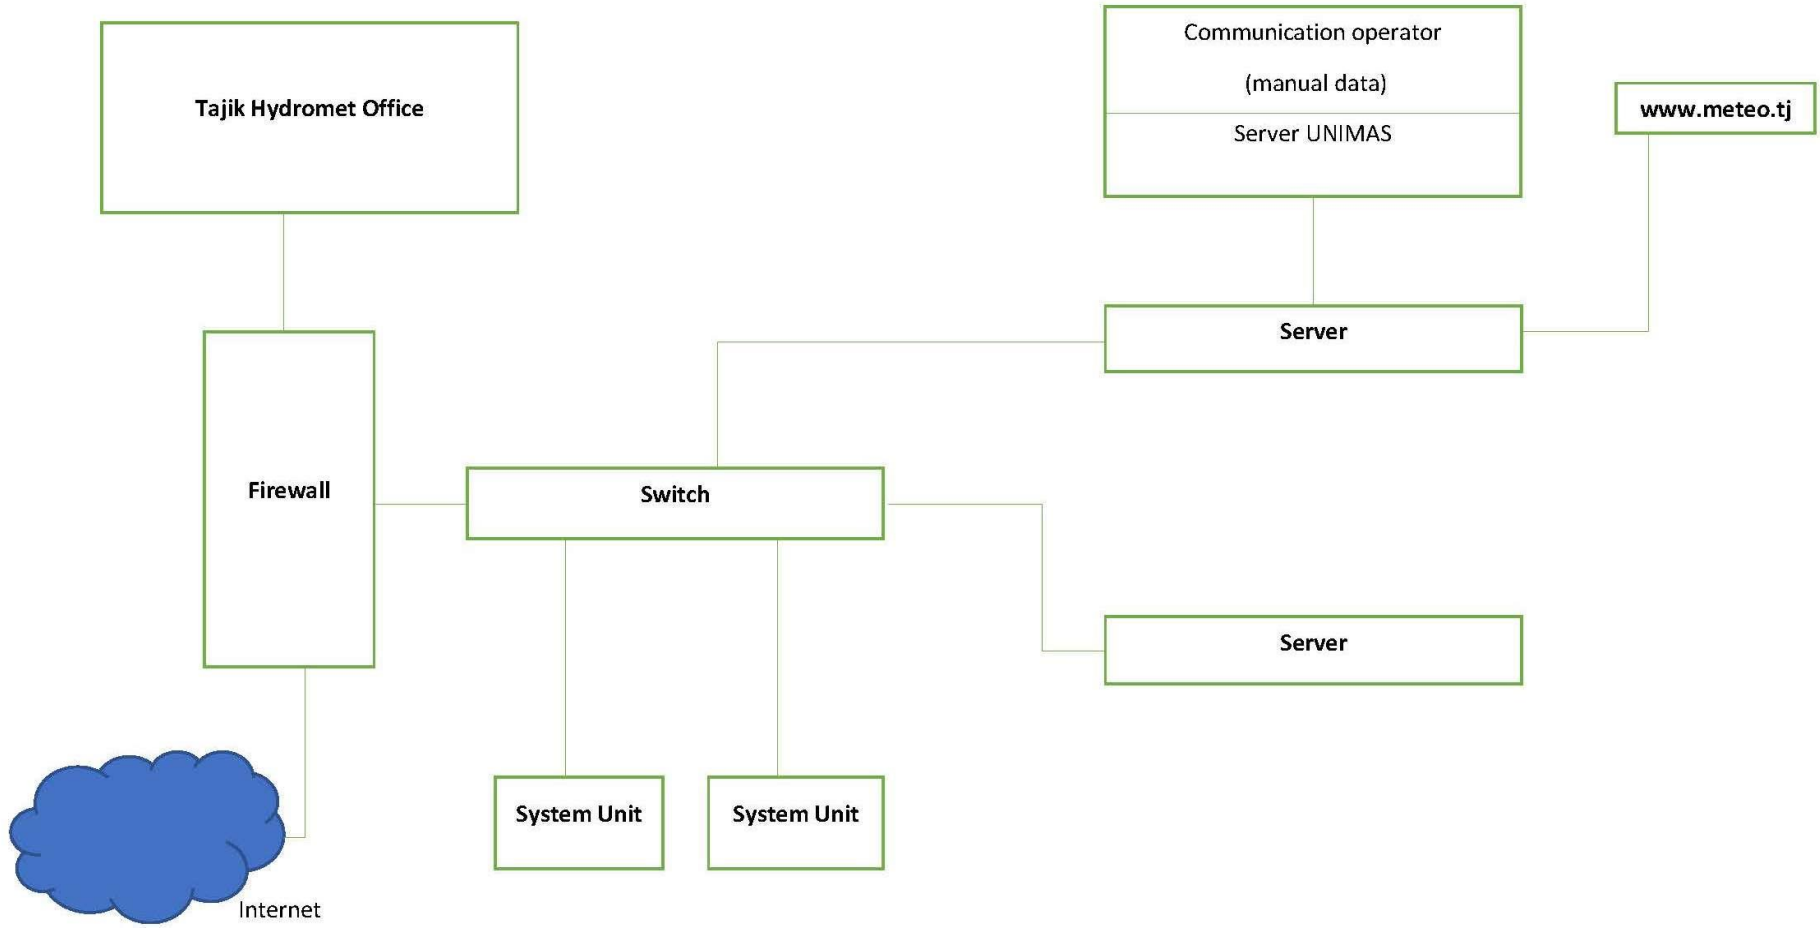 Communication operator
(manual data)
Server UNIMAS
Tajik Hydromet Office
www.meteo.tj
Server
Firewall
Switch
Server
System Unit
System Unit
Internet